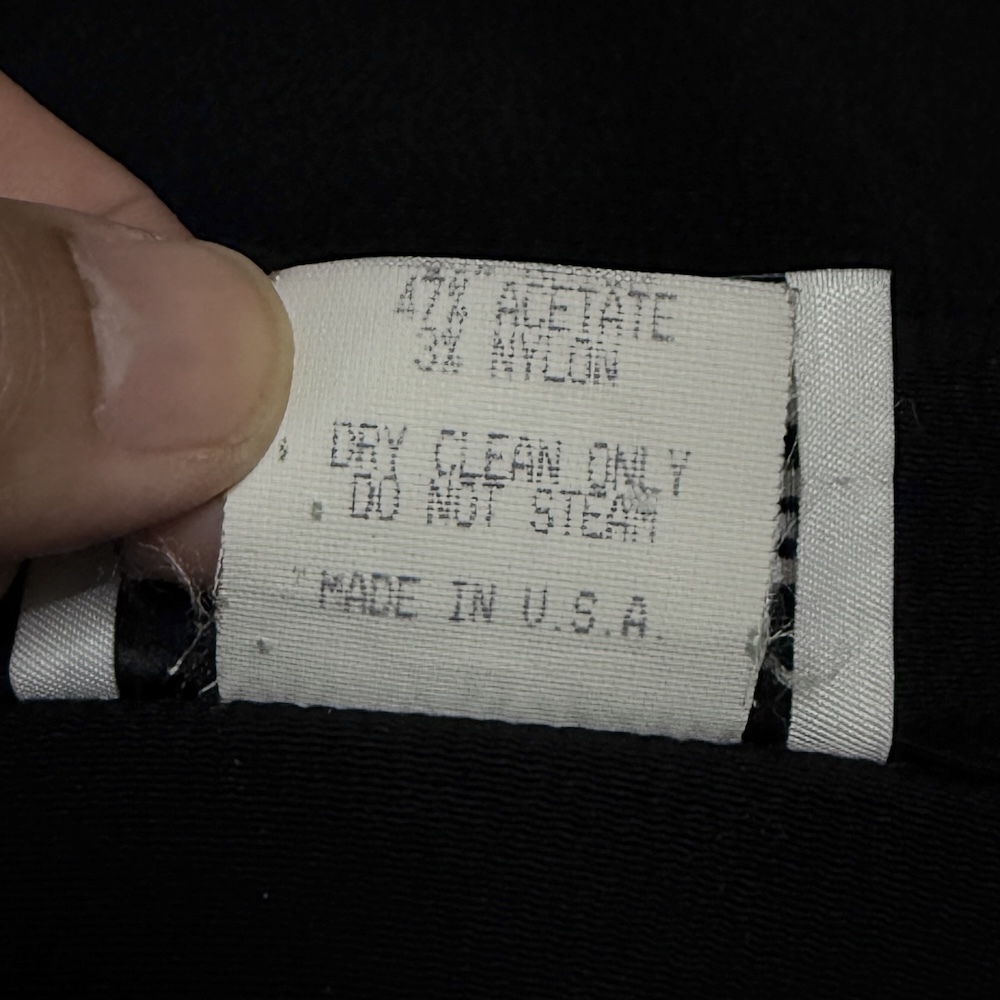 47% ACETATE
3% NYLON
DRY CLEAN ONLY
DO NOT STEAM
MADE IN U.S.A.